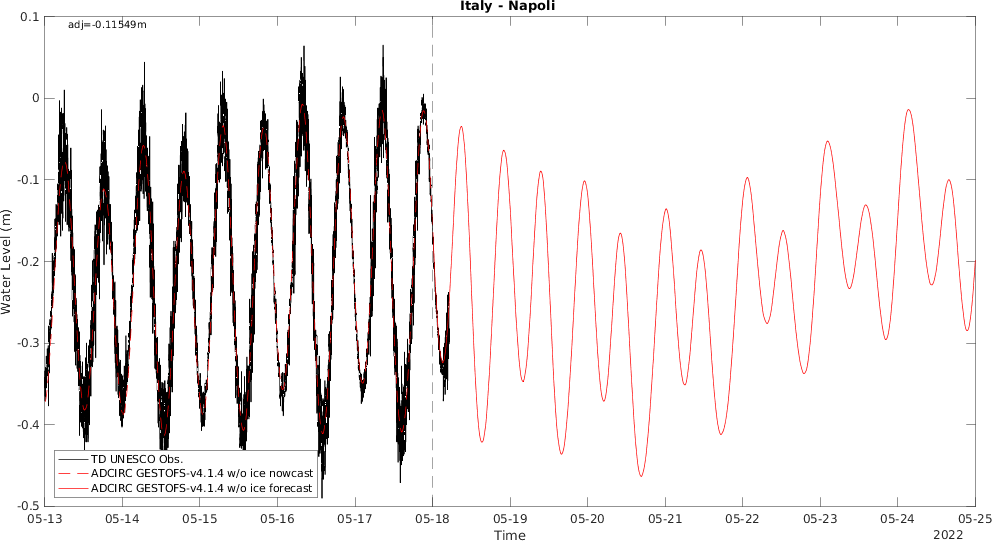 Italy - Napoli
adj=-0.11549m
0.1
0
-0.1
-0.2
-0.3
-0.4
-0.5
Water Level (m)
TD UNESCO Obs.
ADCIRC GESTOFS-v4.1.4 w/o ice nowcast
ADCIRC GESTOFS-v4.1.4 w/o ice forecast
05-13 05-14 05-15 05-16 05-17 05-18 05-19 05-20 05-21 05-22 05-23 05-24 05-25
Time
2022